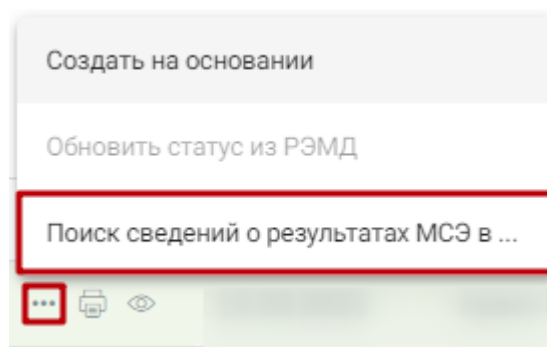 Создать на основании
Обновить статус из РЭМД
Поиск сведений о результатах МСЭ в ...